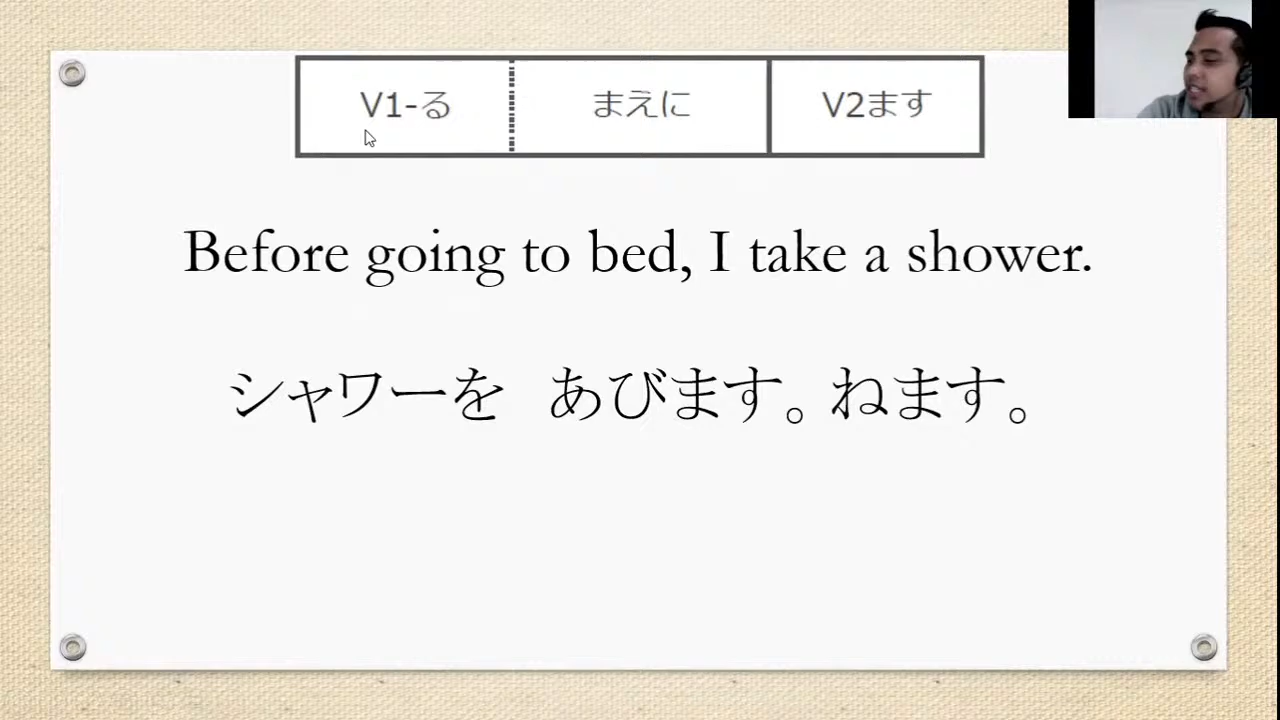 V1-る まえに V2ます
Before going to bed, I take a shower.
シャワーを　あびます。ねます。